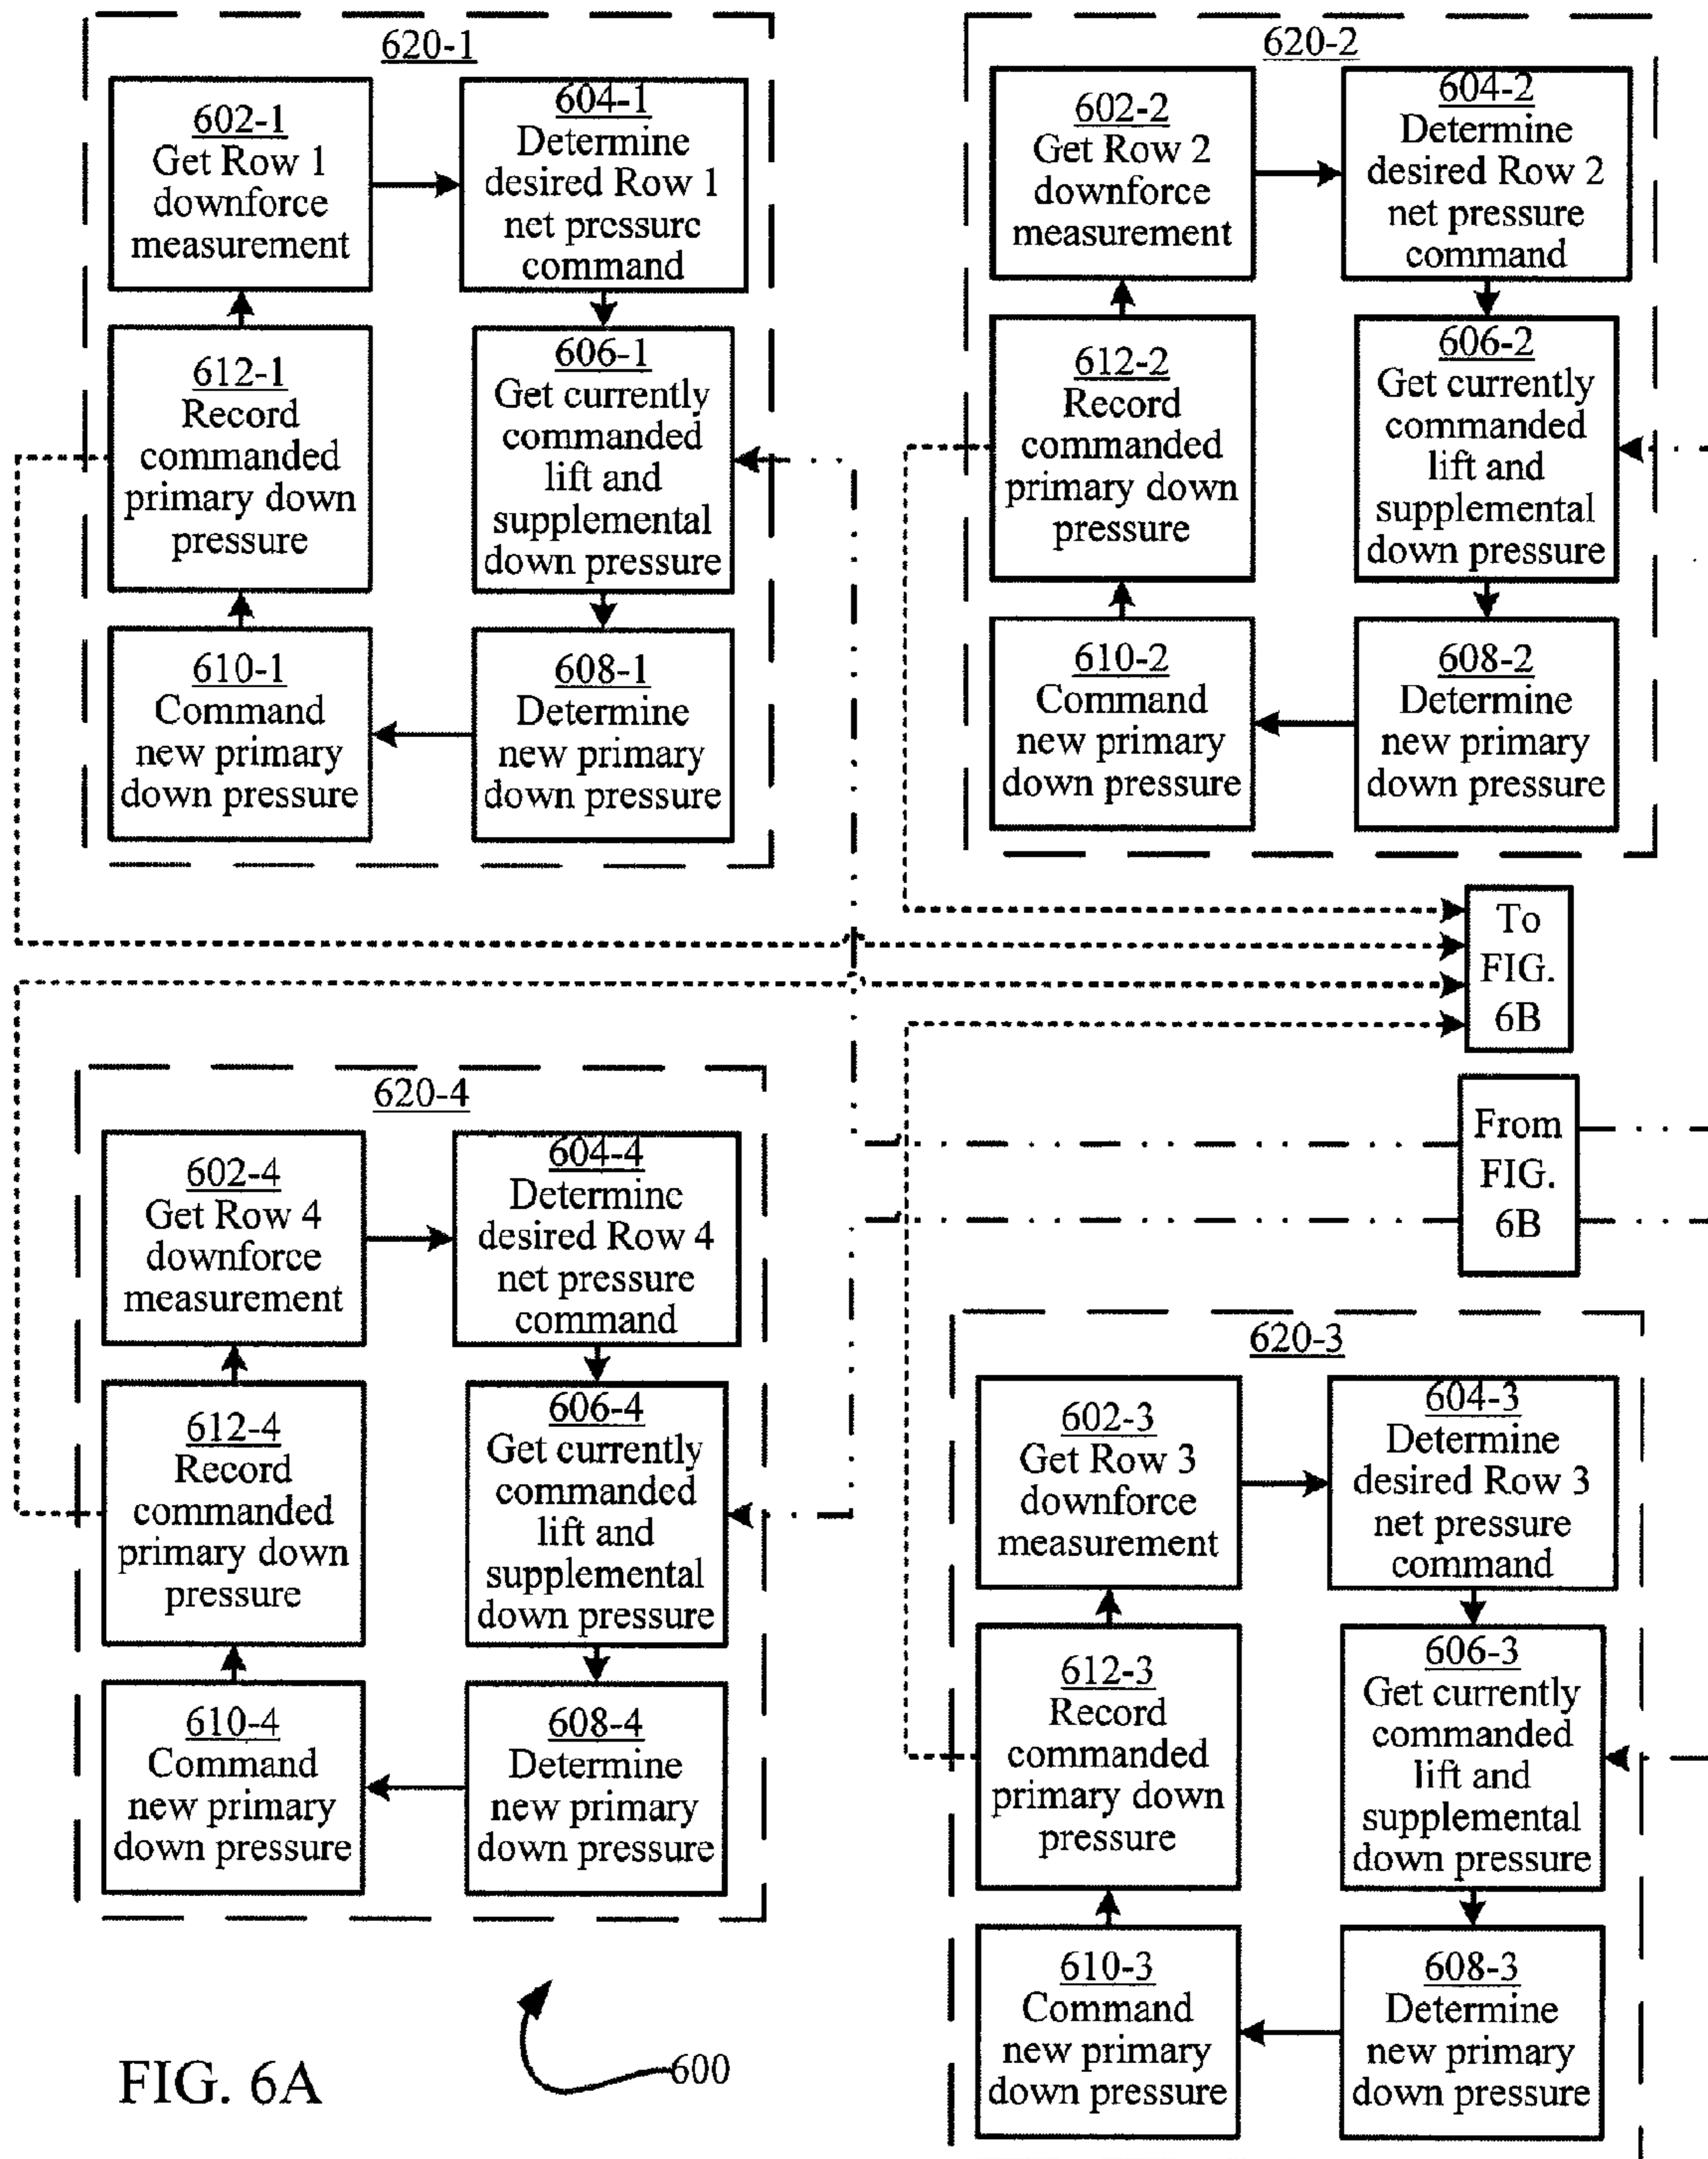 620-1
602-1
Get Row 1
downforce
measurement
604-1
Determine
desired Row 1
net pressure
command
606-1
Get currently
commanded
lift and
supplemental
down pressure
608-1
Determine
new primary
down pressure
610-1
Command
new primary
down pressure
612-1
Record
commanded
primary down
pressure
620-2
602-2
Get Row 2
downforce
measurement
604-2
Determine
desired Row 2
net pressure
command
606-2
Get currently
commanded
lift and
supplemental
down pressure
608-2
Determine
new primary
down pressure
610-2
Command
new primary
down pressure
612-2
Record
commanded
primary down
pressure
To
FIG.
6B
From
FIG.
6B
620-4
602-4
Get Row 4
downforce
measurement
604-4
Determine
desired Row 4
net pressure
command
606-4
Get currently
commanded
lift and
supplemental
down pressure
608-4
Determine
new primary
down pressure
610-4
Command
new primary
down pressure
612-4
Record
commanded
primary down
pressure
620-3
602-3
Get Row 3
downforce
measurement
604-3
Determine
desired Row 3
net pressure
command
606-3
Get currently
commanded
lift and
supplemental
down pressure
608-3
Determine
new primary
down pressure
610-3
Command
new primary
down pressure
612-3
Record
commanded
primary down
pressure
FIG. 6A
600